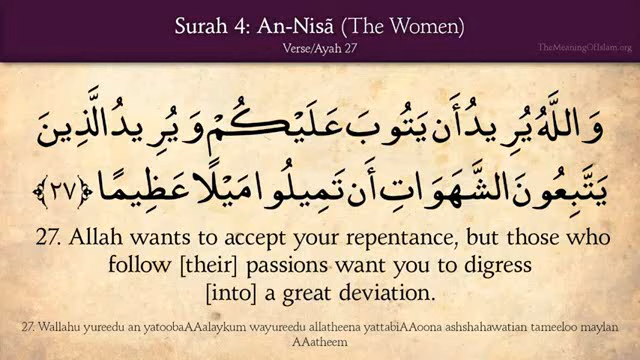 Surah 4: An-Nisã (The Women)
Verse/Ayah 27
TheMeaningOfIslam.org
وَاللَّهُ يُرِيدُ أَن يَتُوبَ عَلَيْكُمْ وَيُرِيدُ الَّذِينَ
يَتَّبِعُونَ الشَّهَوَاتِ أَن تَمِيلُوا مَيْلًا عَظِيمًا ﴿٢٧﴾
27. Allah wants to accept your repentance, but those who
follow [their] passions want you to digress
[into] a great deviation.
27. Wallahu yureedu an yatoobaAAalaykum wayureedu allatheena yattabiAAoona ashshahawatian tameeloo maylan
AAatheem